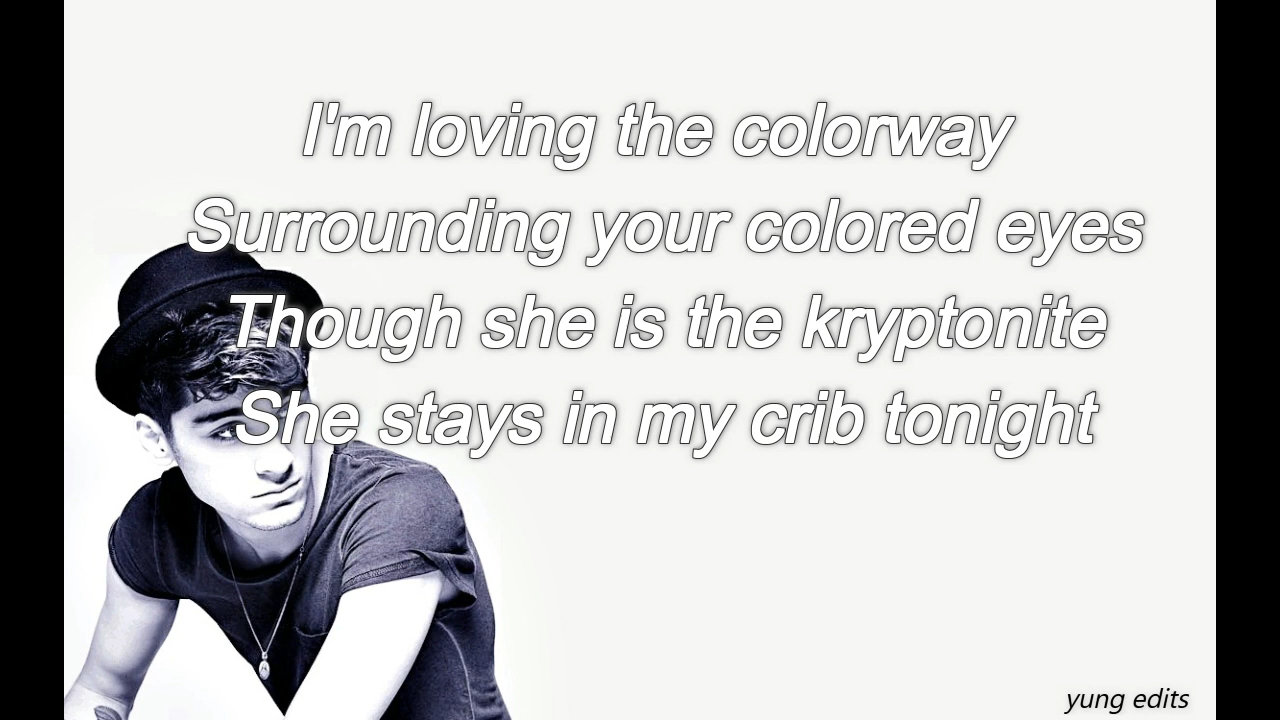 I'm loving the colorway
Surrounding your colored eyes
Though she is the kryptonite
She stays in my crib tonight
yung edits